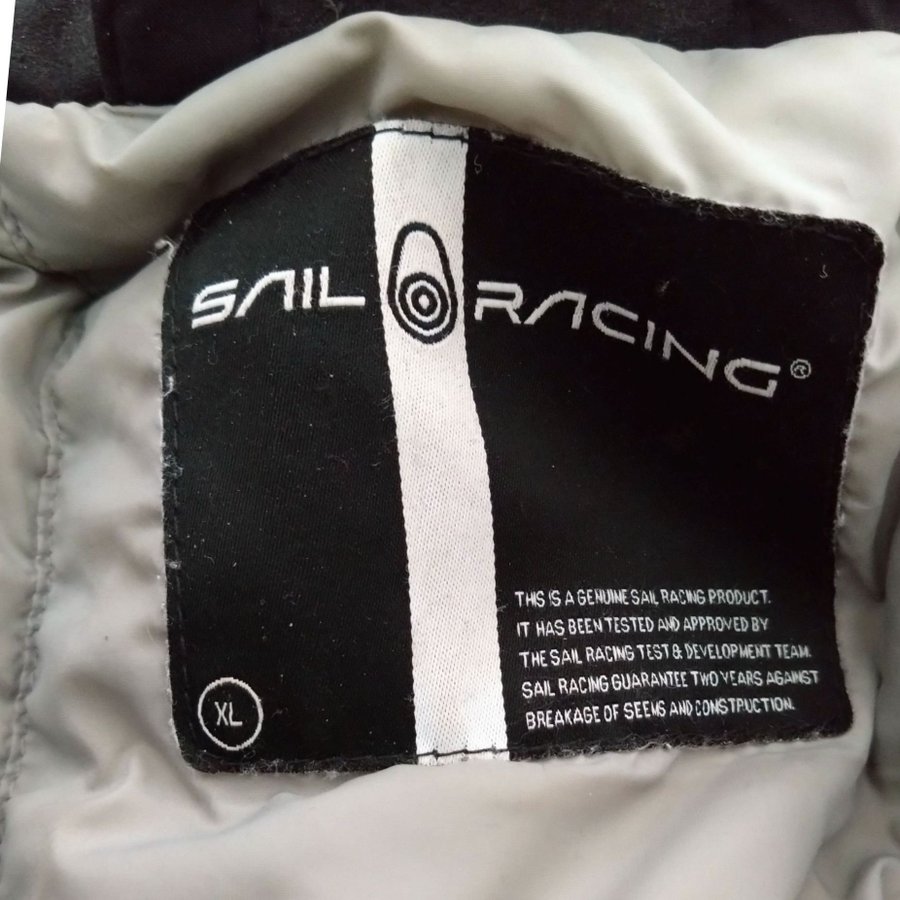 SAIL RACING®
THIS IS A GENUINE SAIL RACING PRODUCT.
IT HAS BEEN TESTED AND APPROVED BY
THE SAIL RACING TEST & DEVELOPMENT TEAM.
SAIL RACING GUARANTEE TWO YEARS AGAINST
BREAKAGE OF SEEMS AND CONSTPUCTION.
XL